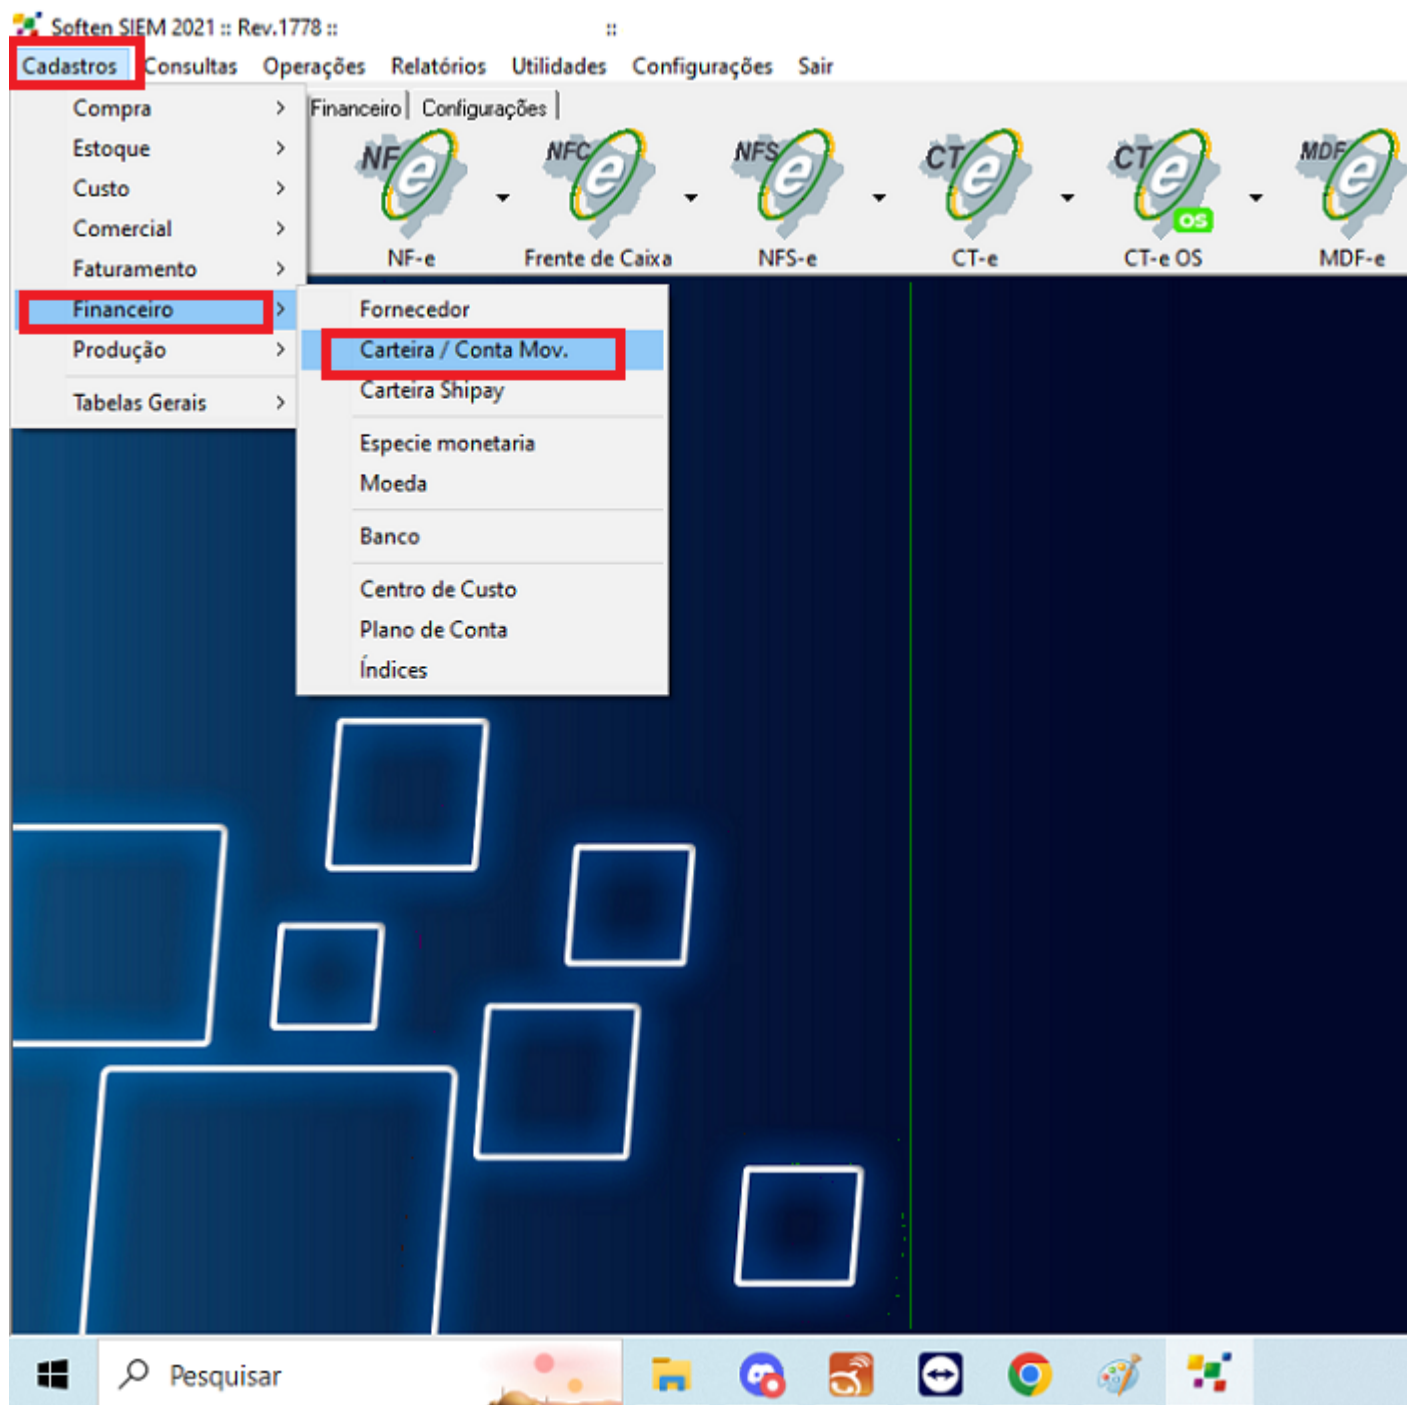 Soften SIEM 2021 :: Rev.1778 :: ::
Cadastros Consultas Operações Relatórios Utilidades Configurações Sair
Compra >
Financeiro Configurações
Estoque >
Custo >
Comercial >
Faturamento >
Financeiro >
Produção >
Tabelas Gerais >
NF e
NFC e
NFS e
CT e
CT e OS
MDF e
NF-e Frente de Caixa NFS-e CT-e CT-e OS MDF-e
Fornecedor
Carteira / Conta Mov.
Carteira Shipay
Especie monetaria
Moeda
Banco
Centro de Custo
Plano de Conta
Índices
Pesquisar